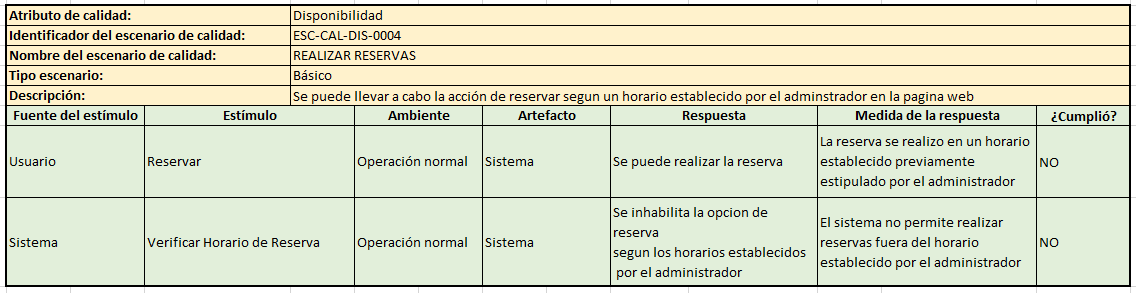 Atributo de calidad: Disponibilidad
Identificador del escenario de calidad: ESC-CAL-DIS-0004
Nombre del escenario de calidad: REALIZAR RESERVAS
Tipo escenario: Básico
Descripción: Se puede llevar a cabo la acción de reservar segun un horario establecido por el adminstrador en la pagina web
Fuente del estímulo Estímulo Ambiente Artefacto Respuesta Medida de la respuesta ¿Cumplió?
Usuario Reservar Operación normal Sistema Se puede realizar la reserva
La reserva se realizo en un horario
establecido previamente
estipulado por el administrador
NO
Sistema Verificar Horario de Reserva Operación normal Sistema
Se inhabilita la opcion de
reserva
segun los horarios establecidos
por el administrador
El sistema no permite realizar
reservas fuera del horario
establecido por el administrador
NO